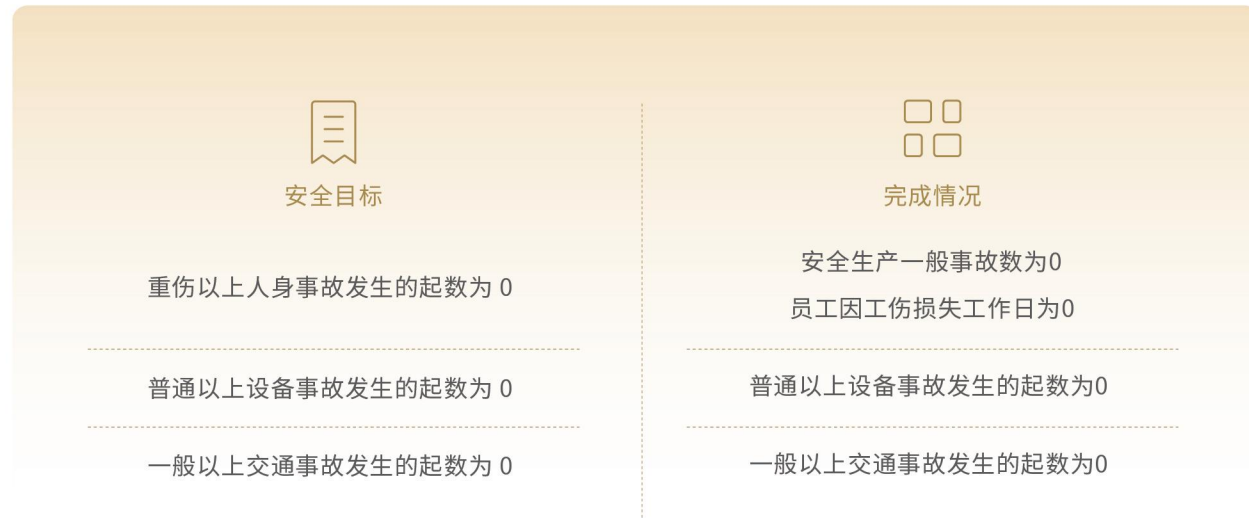 安全目标
重伤以上人身事故发生的起数为 0
普通以上设备事故发生的起数为 0
一般以上交通事故发生的起数为 0
完成情况
安全生产一般事故数为0
员工因工伤损失工作日为0
普通以上设备事故发生的起数为0
一般以上交通事故发生的起数为0